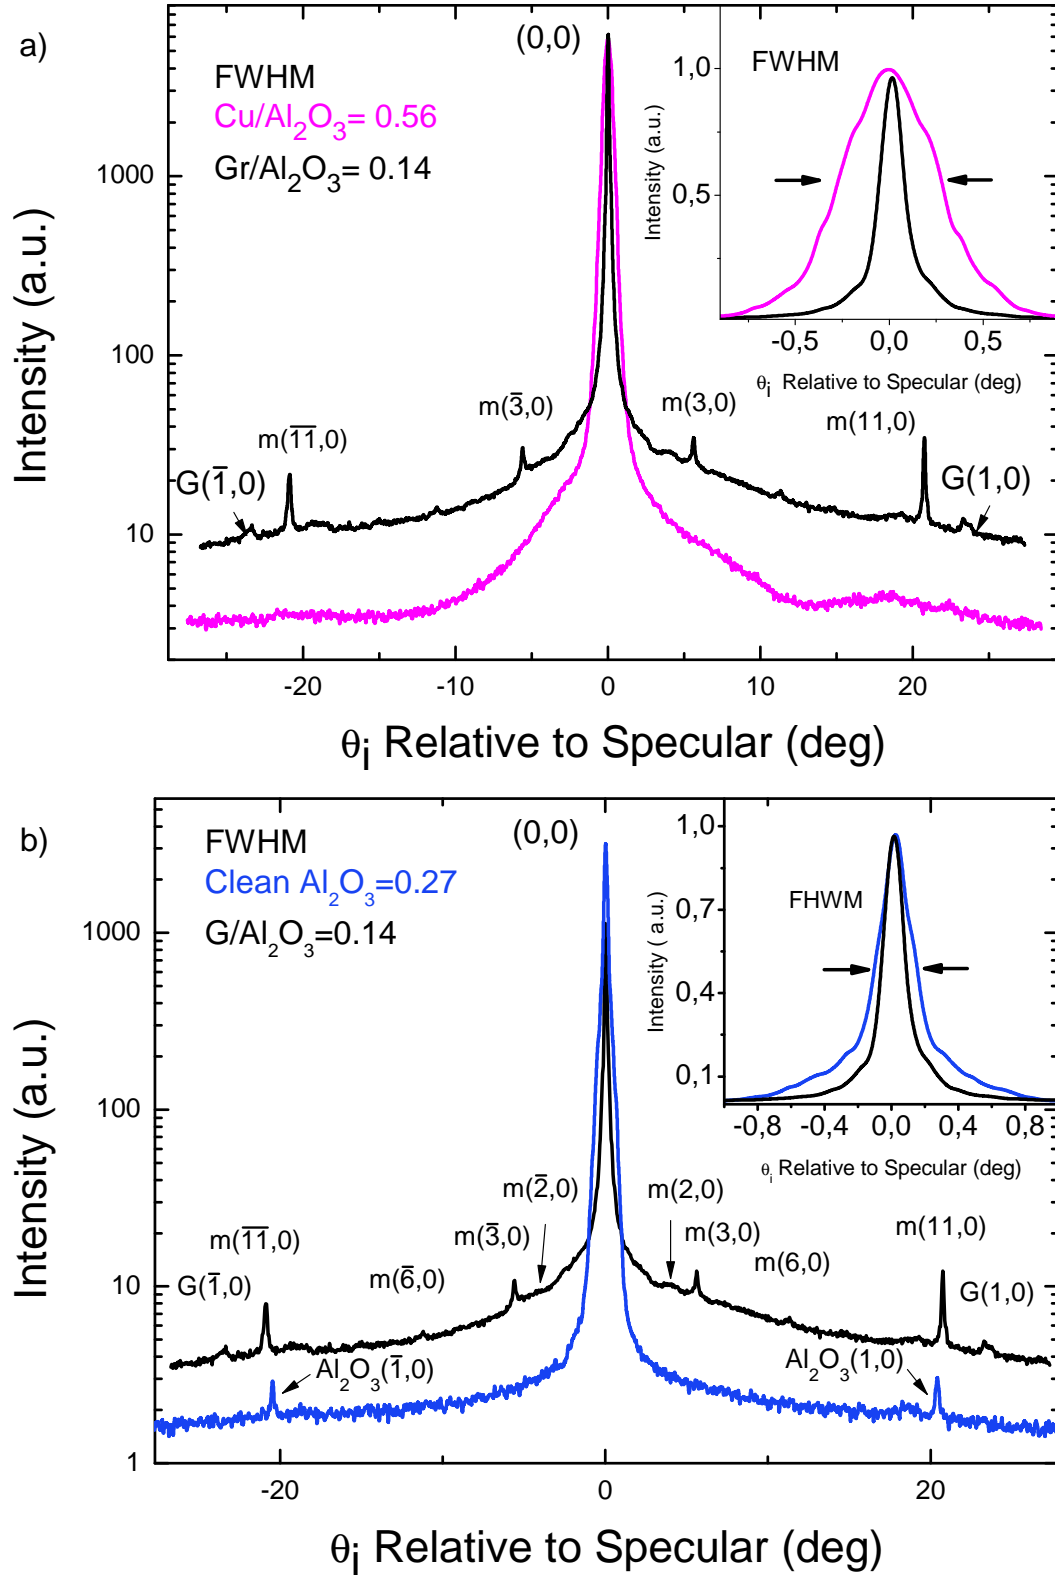 a)
(0,0)
FWHM
Cu/Al₂O₃= 0.56
Gr/Al₂O₃= 0.14
1000
100
10
Intensity (a.u.)
m(3̅,0)
m(3,0)
m(1̅1̅,0)
m(11,0)
G(1̅,0)
G(1,0)
-20
-10
0
10
20
θi Relative to Specular (deg)
FWHM
1,0
0,5
Intensity (a.u.)
-0,5
0,0
0,5
θi Relative to Specular (deg)
b)
(0,0)
FWHM
Clean Al₂O₃=0.27
G/Al₂O₃=0.14
1000
100
10
1
Intensity (a.u.)
m(2̅,0)
m(2,0)
m(1̅1̅,0)
m(3̅,0)
m(3,0)
m(11,0)
G(1̅,0)
m(6̅,0)
m(6,0)
G(1,0)
Al₂O₃(1̅,0)
Al₂O₃(1,0)
-20
0
20
θi Relative to Specular (deg)
FHWM
1,0
0,7
0,4
0,1
Intensity ( a.u.)
-0,8
-0,4
0,0
0,4
0,8
θi Relative to Specular (deg)